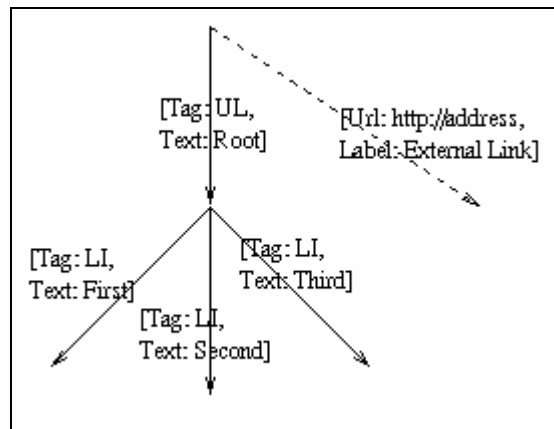 [Tag: UL,
Text: Root]
[Url: http://address,
Label: External Link]
[Tag: LI,
Text: First]
[Tag: LI,
Text: Second]
[Tag: LI,
Text: Third]